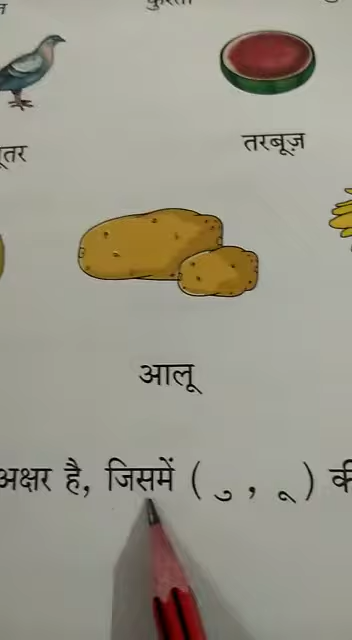 तरबूज़
आलू
अक्षर है, जिसमें ( ु , ू )